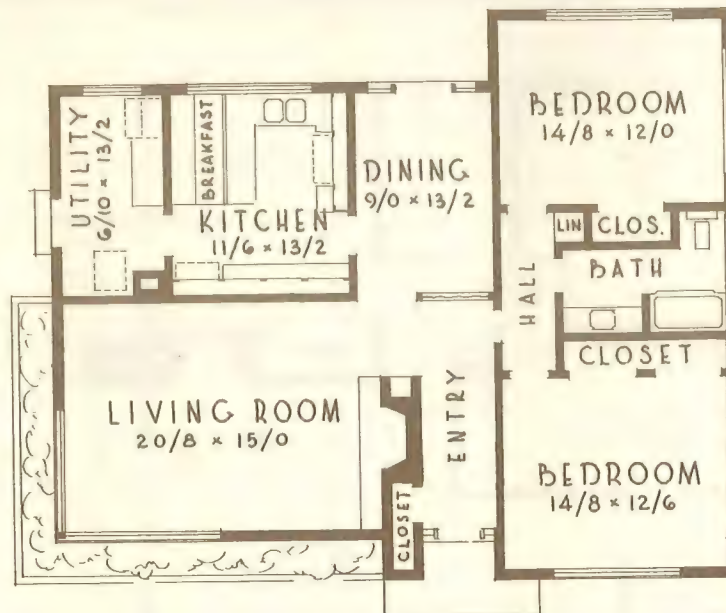 BEDROOM
14/8 × 12/0
UTILITY
6/10 × 13/2
BREAKFAST
KITCHEN
11/6 × 13/2
DINING
9/0 × 13/2
LIN
CLOS.
BATH
HALL
CLOSET
LIVING ROOM
20/8 × 15/0
ENTRY
CLOSET
BEDROOM
14/8 × 12/6